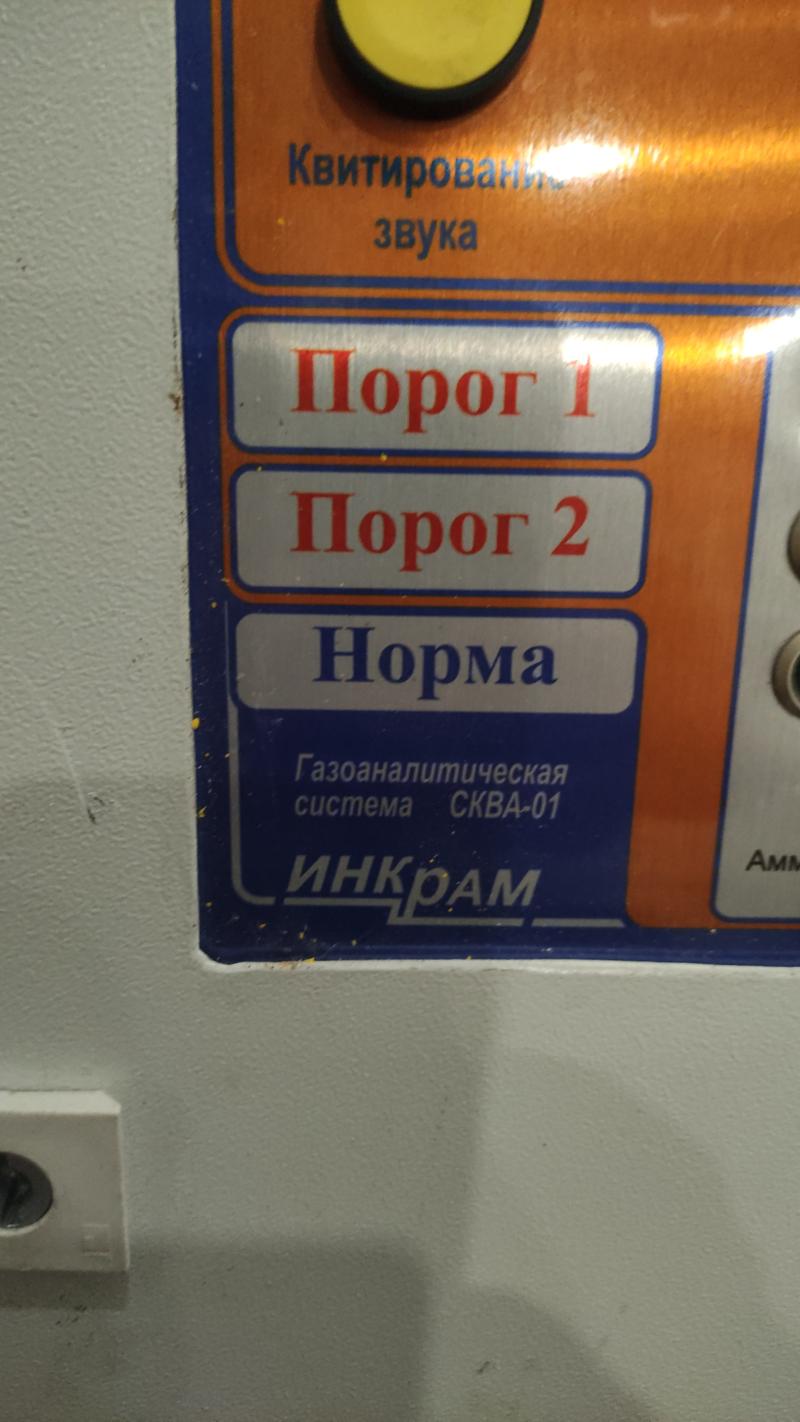 Квитирование
звука
Порог 1
Порог 2
Норма
Газоаналитическая
система СКВА-01
ИНКРАМ